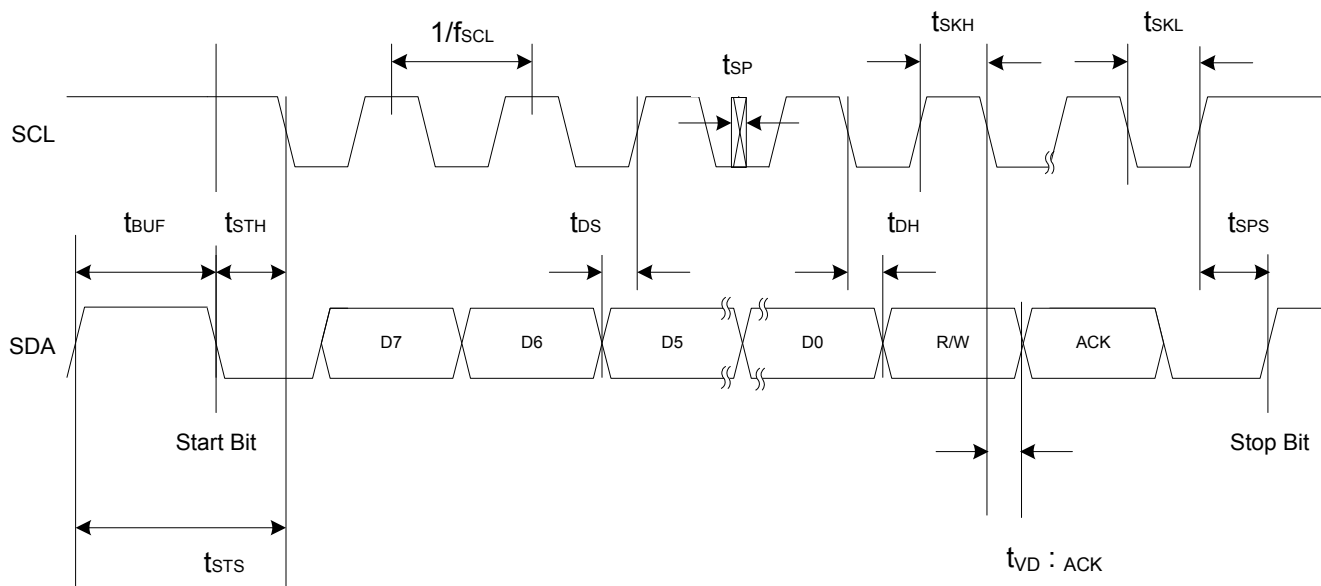 1/fSCL
tSP
tSKH
tSKL
SCL
tBUF
tSTH
tDS
tDH
tSPS
SDA
D7
D6
D5
D0
R/W
ACK
Start Bit
Stop Bit
tSTS
tVD : ACK